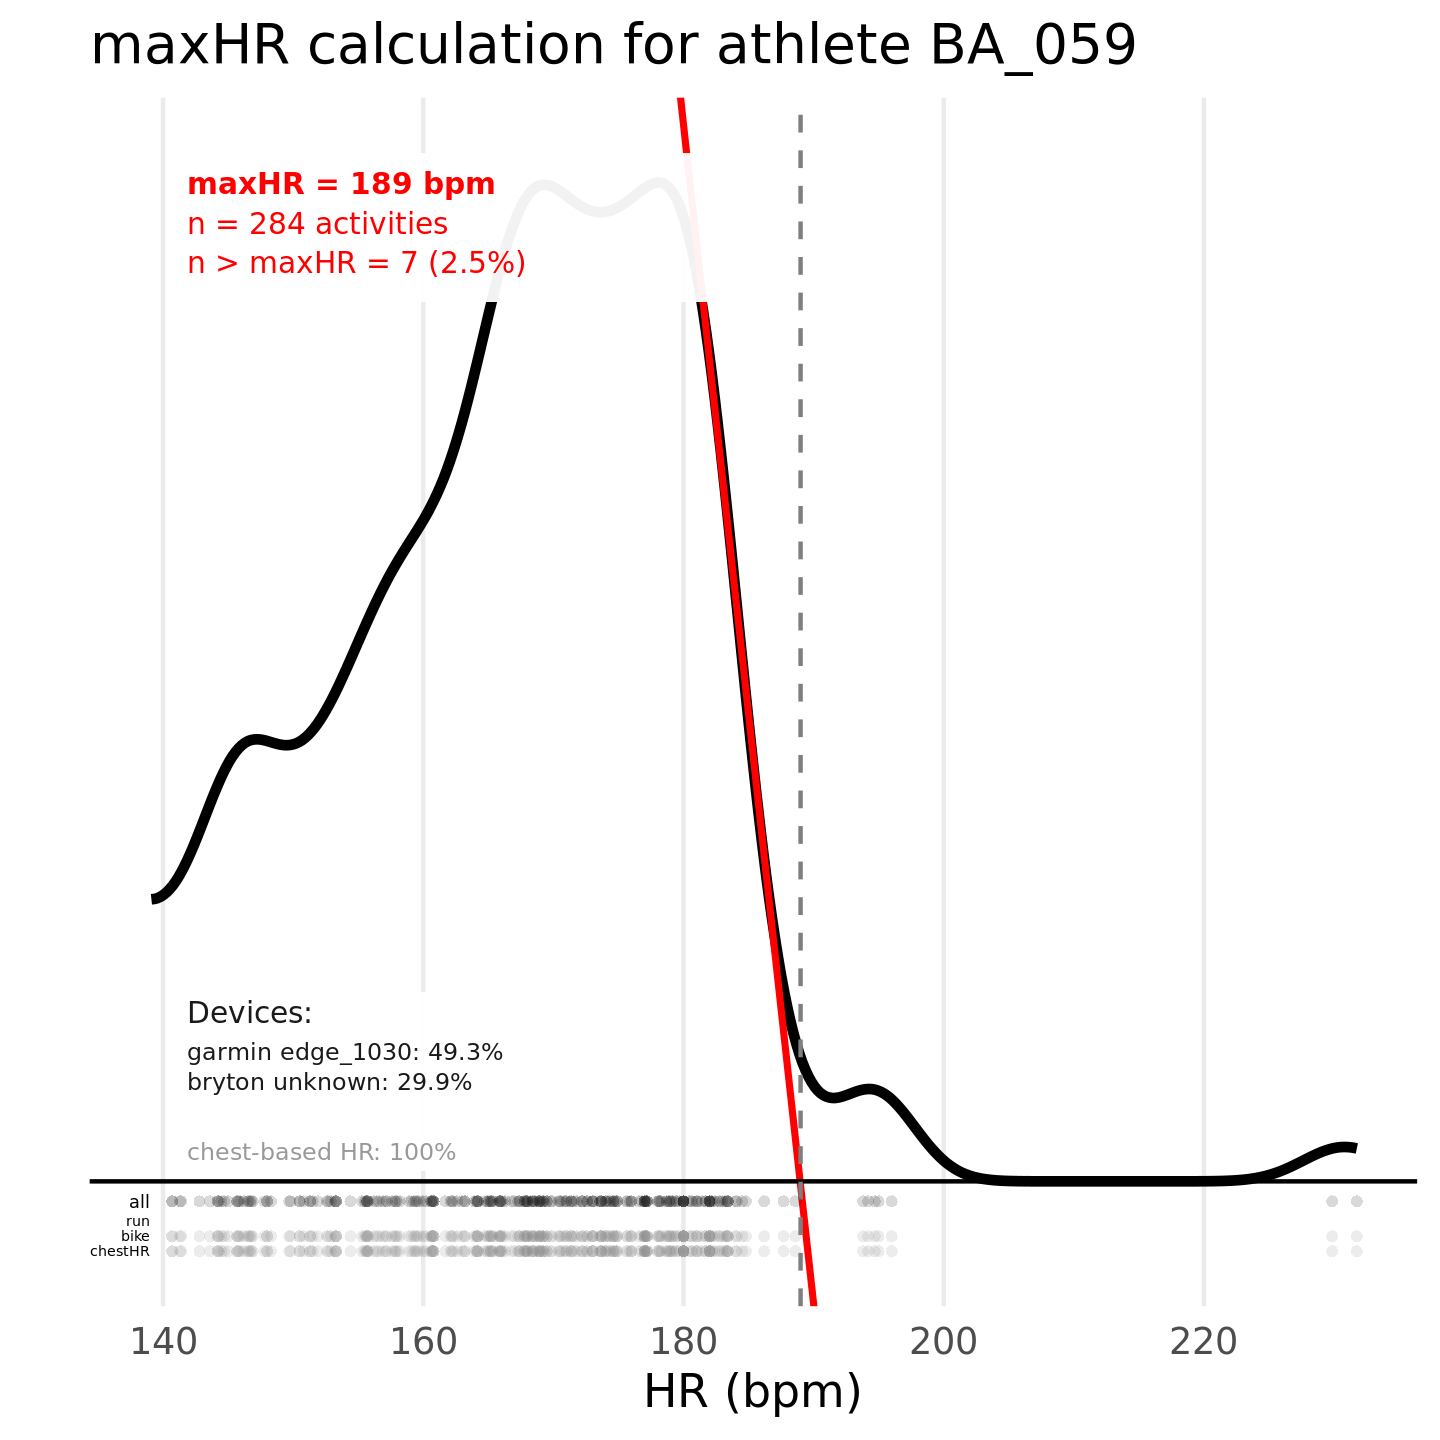 maxHR calculation for athlete BA_059
maxHR = 189 bpm
n = 284 activities
n > maxHR = 7 (2.5%)
Devices:
garmin edge_1030: 49.3%
bryton unknown: 29.9%
chest-based HR: 100%
all
run
bike
chestHR
140 160 180 200 220
HR (bpm)